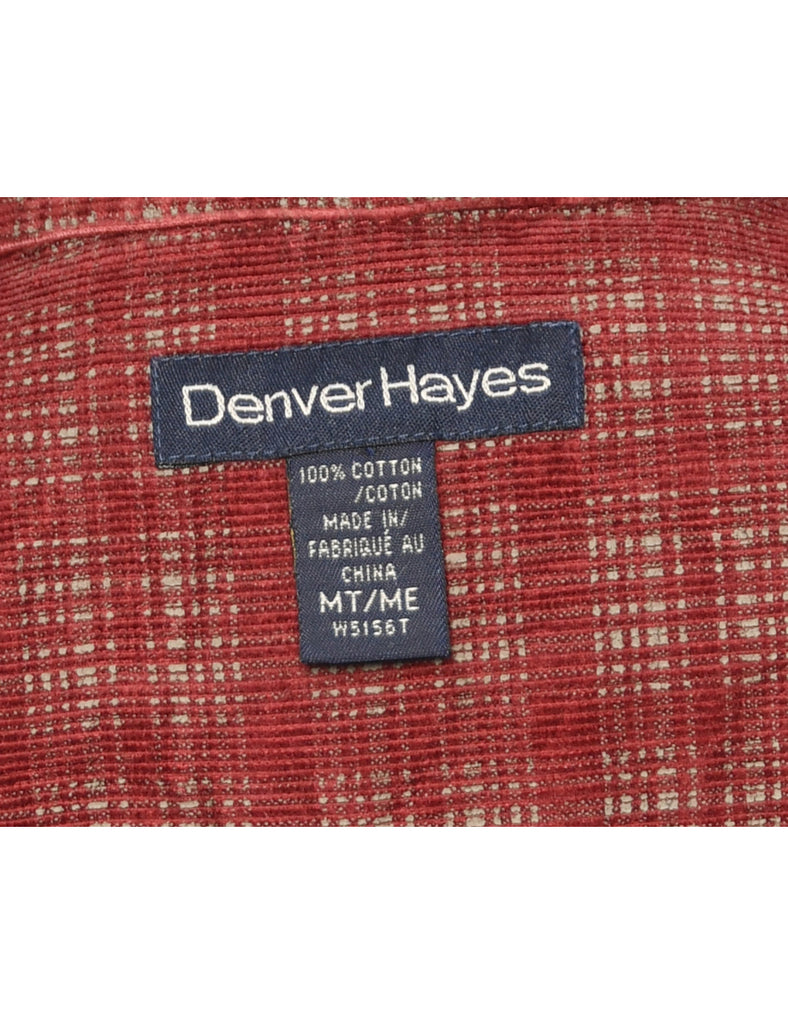 Denver Hayes
100% COTTON
/COTON
MADE IN/
FABRIQUÉ AU
CHINA
MT/ME
W5156T